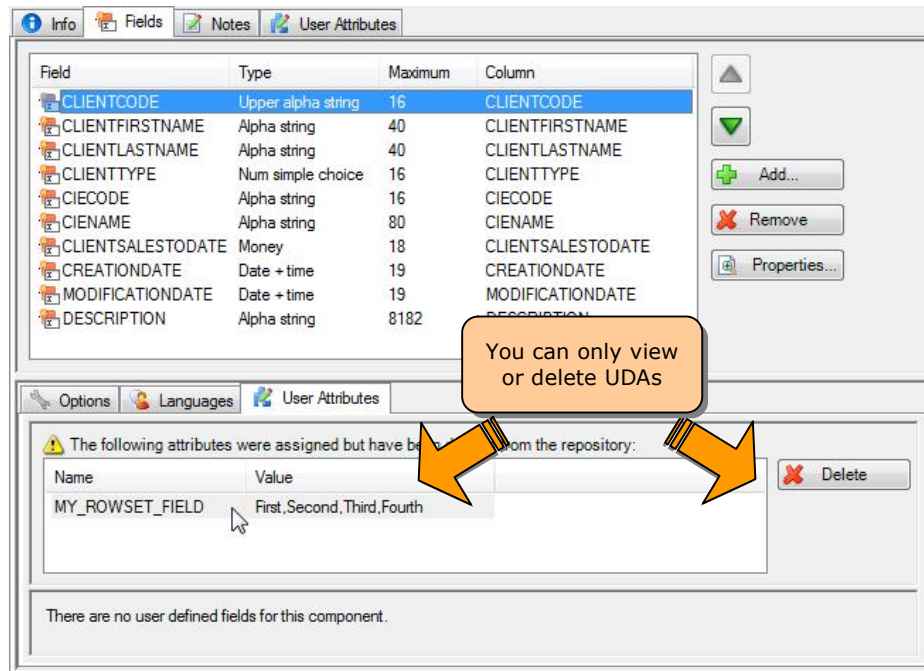 Info Fields Notes User Attributes
Field Type Maximum Column
CLIENTCODE Upper alpha string 16 CLIENTCODE
CLIENTFIRSTNAME Alpha string 40 CLIENTFIRSTNAME
CLIENTLASTNAME Alpha string 40 CLIENTLASTNAME
CLIENTTYPE Num simple choice 16 CLIENTTYPE
CIECODE Alpha string 16 CIECODE
CIENAME Alpha string 80 CIENAME
CLIENTSALESTODATE Money 18 CLIENTSALESTODATE
CREATIONDATE Date + time 19 CREATIONDATE
MODIFICATIONDATE Date + time 19 MODIFICATIONDATE
DESCRIPTION Alpha string 8182 DESCRIPTION
Add...
Remove
Properties...
You can only view
or delete UDAs
Options Languages User Attributes
The following attributes were assigned but have from the repository:
Name Value
MY_ROWSET_FIELD First,Second,Third,Fourth
Delete
There are no user defined fields for this component.